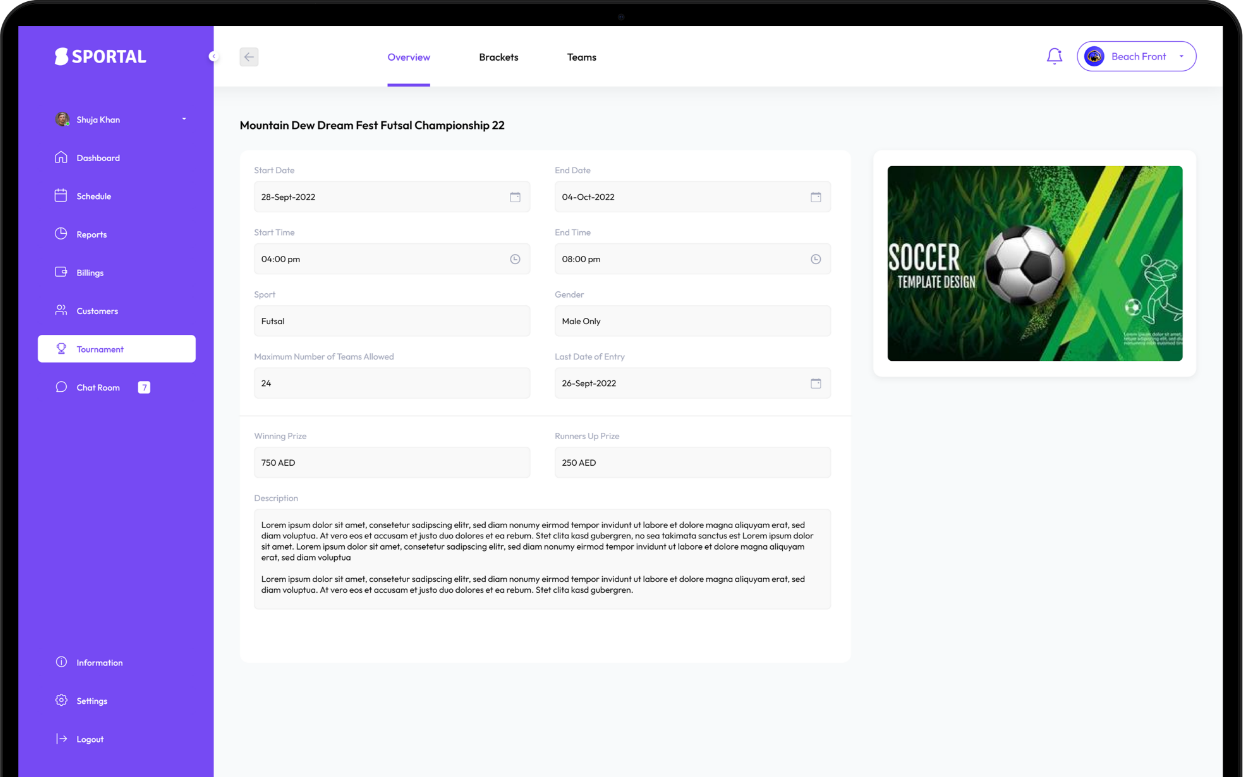 SPORTAL
Overview
Brackets
Teams
Beach Front
Shuja Khan
Dashboard
Schedule
Reports
Billings
Customers
Tournament
Chat Room
7
Information
Settings
Logout
Mountain Dew Dream Fest Futsal Championship 22
Start Date
End Date
28-Sept-2022
04-Oct-2022
Start Time
End Time
04:00 pm
08:00 pm
Sport
Gender
Futsal
Male Only
Maximum Number of Teams Allowed
Last Date of Entry
24
26-Sept-2022
Winning Prize
Runners Up Prize
750 AED
250 AED
Description
Lorem ipsum dolor sit amet, consetetur sadipscing elitr, sed diam nonumy eirmod tempor invidunt ut labore et dolore magna aliquyam erat, sed
diam voluptua. At vero eos et accusam et justo duo dolores et ea rebum. Stet clita kasd gubergren, no sea takimata sanctus est Lorem ipsum dolor
sit amet. Lorem ipsum dolor sit amet, consetetur sadipscing elitr, sed diam nonumy eirmod tempor invidunt ut labore et dolore magna aliquyam
erat, sed diam voluptua
Lorem ipsum dolor sit amet, consetetur sadipscing elitr, sed diam nonumy eirmod tempor invidunt ut labore et dolore magna aliquyam erat, sed
diam voluptua. At vero eos et accusam et justo duo dolores et ea rebum. Stet clita kasd gubergren.
SOCCER
TEMPLATE DESIGN